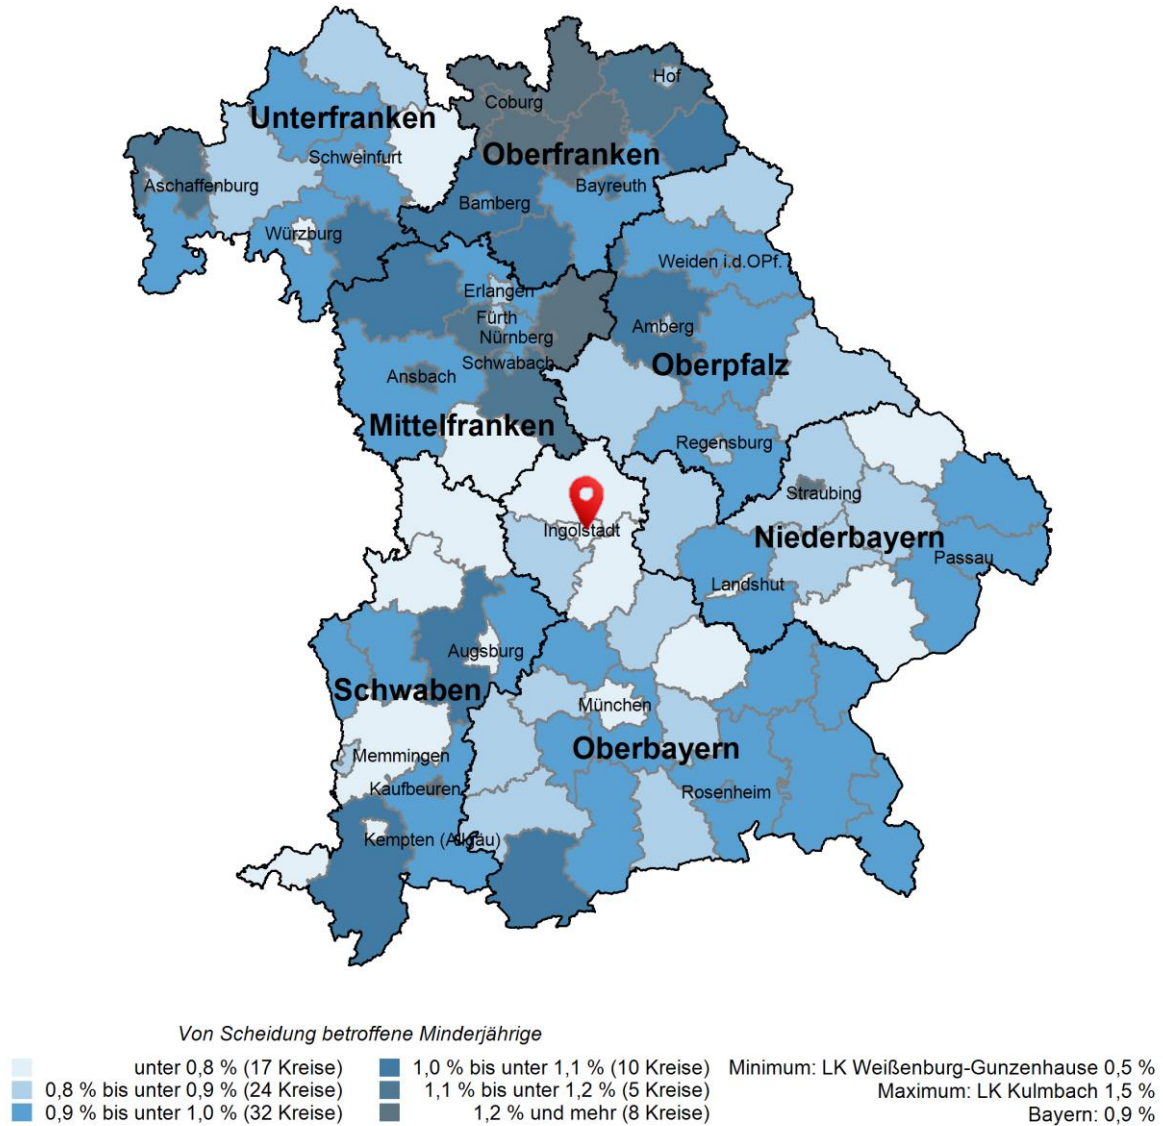 Hof
Coburg
Unterfranken
Oberfranken
Schweinfurt
Aschaffenburg
Bayreuth
Bamberg
Würzburg
Weiden i.d.OPf.
Erlangen
Fürth
Amberg
Nürnberg
Schwabach
Oberpfalz
Ansbach
Mittelfranken
Regensburg
Straubing
Ingolstadt
Niederbayern
Passau
Landshut
Augsburg
Schwaben
München
Oberbayern
Memmingen
Kaufbeuren
Rosenheim
Kempten (Allgäu)
Von Scheidung betroffene Minderjährige
unter 0,8 % (17 Kreise)
0,8 % bis unter 0,9 % (24 Kreise)
0,9 % bis unter 1,0 % (32 Kreise)
1,0 % bis unter 1,1 % (10 Kreise)
1,1 % bis unter 1,2 % (5 Kreise)
1,2 % und mehr (8 Kreise)
Minimum: LK Weißenburg-Gunzenhause 0,5 %
Maximum: LK Kulmbach 1,5 %
Bayern: 0,9 %